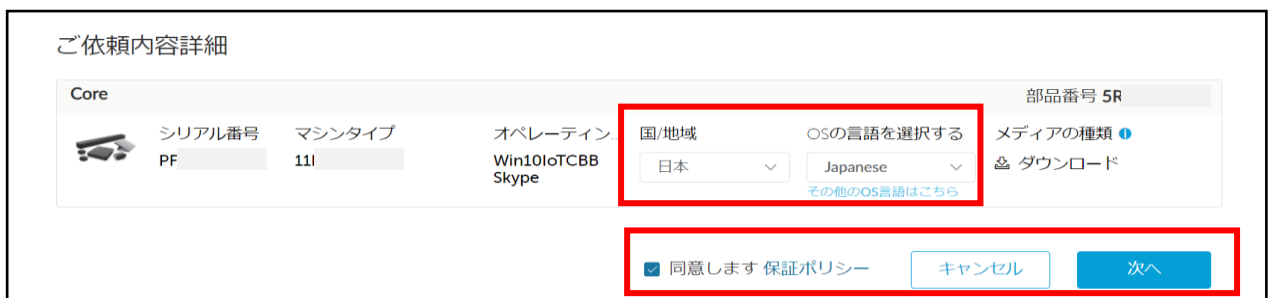 ご依頼内容詳細
Core
部品番号 5R
シリアル番号
PF
マシンタイプ
11I
オペレーティン...
Win10IoTCBB
Skype
国/地域
日本
OSの言語を選択する
Japanese
その他のOS言語はこちら
メディアの種類
ダウンロード
同意します 保証ポリシー
キャンセル
次へ